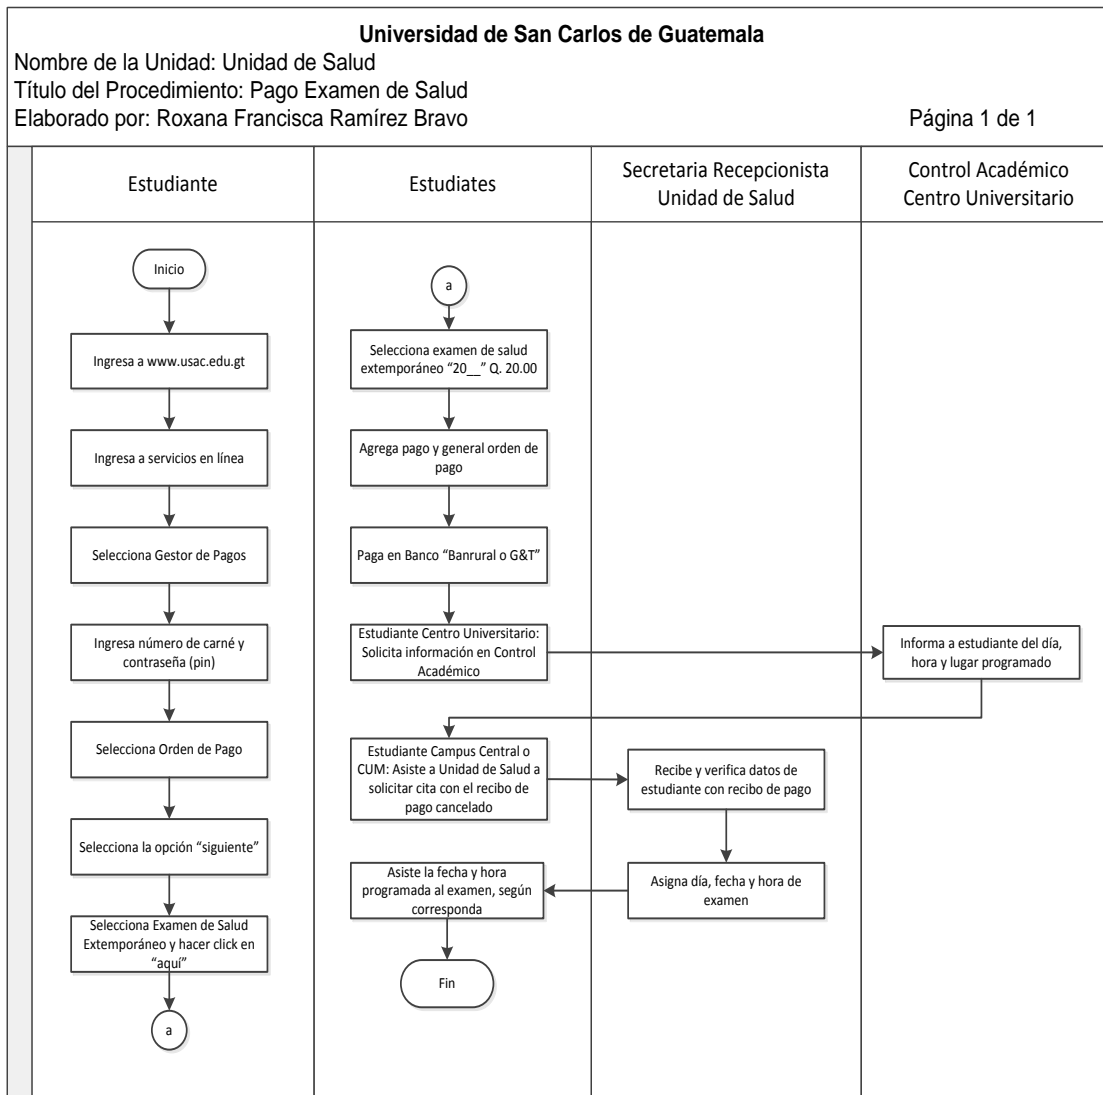 Universidad de San Carlos de Guatemala
Nombre de la Unidad: Unidad de Salud
Título del Procedimiento: Pago Examen de Salud
Elaborado por: Roxana Francisca Ramírez Bravo
Página 1 de 1
Estudiante
Estudiates
Secretaria Recepcionista
Unidad de Salud
Control Académico
Centro Universitario
Inicio
Ingresa a www.usac.edu.gt
Ingresa a servicios en línea
Selecciona Gestor de Pagos
Ingresa número de carné y
contraseña (pin)
Selecciona Orden de Pago
Selecciona la opción “siguiente”
Selecciona Examen de Salud
Extemporáneo y hacer click en
“aquí”
a
a
Selecciona examen de salud
extemporáneo “20__” Q. 20.00
Agrega pago y general orden de
pago
Paga en Banco “Banrural o G&T”
Estudiante Centro Universitario:
Solicita información en Control
Académico
Informa a estudiante del día,
hora y lugar programado
Estudiante Campus Central o
CUM: Asiste a Unidad de Salud a
solicitar cita con el recibo de
pago cancelado
Recibe y verifica datos de
estudiante con recibo de pago
Asigna día, fecha y hora de
examen
Asiste la fecha y hora
programada al examen, según
corresponda
Fin